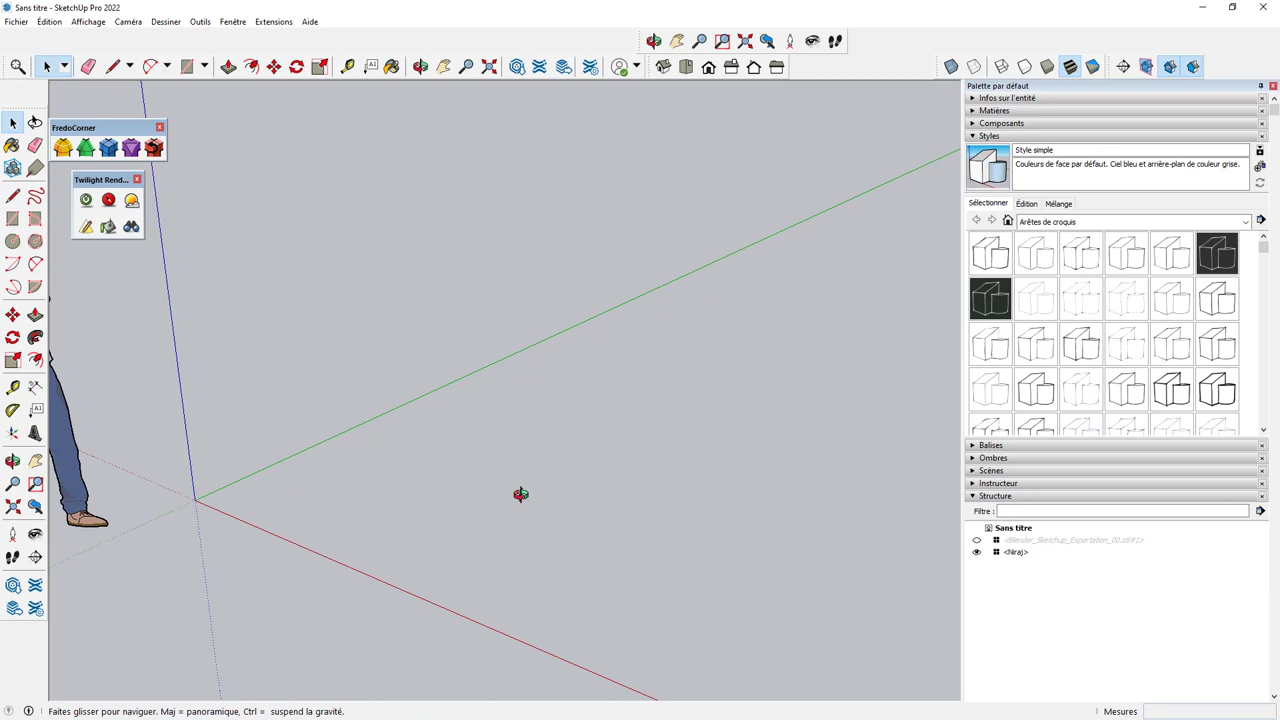 Sans titre - SketchUp Pro 2022
Fichier Édition Affichage Caméra Dessiner Outils Fenêtre Extensions Aide
Palette par défaut
Infos sur l'entité
Matières
Composants
Styles
Style simple
Couleurs de face par défaut. Ciel bleu et arrière-plan de couleur grise.
Sélectionner Édition Mélange
Arêtes de croquis
FredoCorner
Twilight Rend...
Balises
Ombres
Scènes
Instructeur
Structure
Filtre :
Sans titre
<Blender_Sketchup_Exportation_00.stl#1>
<Niraj>
Faites glisser pour naviguer. Maj = panoramique, Ctrl = suspend la gravité.
Mesures